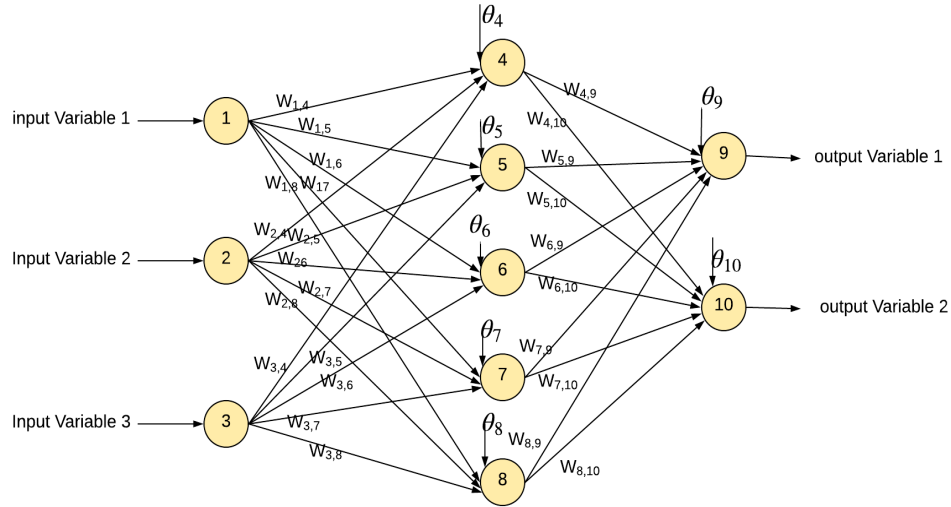 θ4
4
W4,9
θ9
input Variable 1
1
W1,4
W1,5
W4,10
θ5
9
output Variable 1
5
W5,9
W1,6
W1,8
W17
W5,10
W2,4
W2,5
θ6
Input Variable 2
2
W26
6
W6,9
θ10
W2,7
W6,10
W2,8
10
output Variable 2
θ7
W3,4
W3,5
7
W7,9
W3,6
W7,10
Input Variable 3
3
W3,7
θ8
W8,9
W3,8
8
W8,10